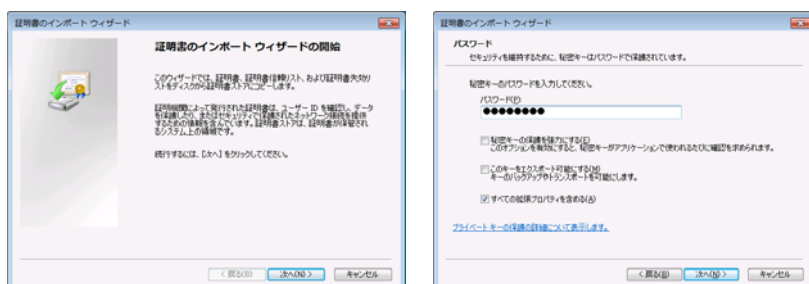 証明書のインポート ウィザード
証明書のインポート ウィザードの開始
このウィザードでは、証明書、証明書信頼リスト、および証明書失効リ
ストをディスクから証明書ストアにコピーします。
証明機関によって発行された証明書は、ユーザー ID を確認し、データ
を保護したり、またはセキュリティで保護されたネットワーク接続を提供
するための情報を含んでいます。証明書ストアは、証明書が保管され
るシステム上の領域です。
続行するには、[次へ] をクリックしてください。
< 戻る(B)
次へ(N) >
キャンセル
証明書のインポート ウィザード
パスワード
セキュリティを維持するために、秘密キーはパスワードで保護されています。
秘密キーのパスワードを入力してください。
パスワード(P):
●●●●●●●●
秘密キーの保護を強力にする(E)
このオプションを有効にすると、秘密キーがアプリケーションで使われるたびに確認を求められます。
このキーをエクスポート可能にする(M)
キーのバックアップやトランスポートを可能にします。
すべての拡張プロパティを含める(A)
プライベート キーの保護の詳細について表示します。
< 戻る(B)
次へ(N) >
キャンセル